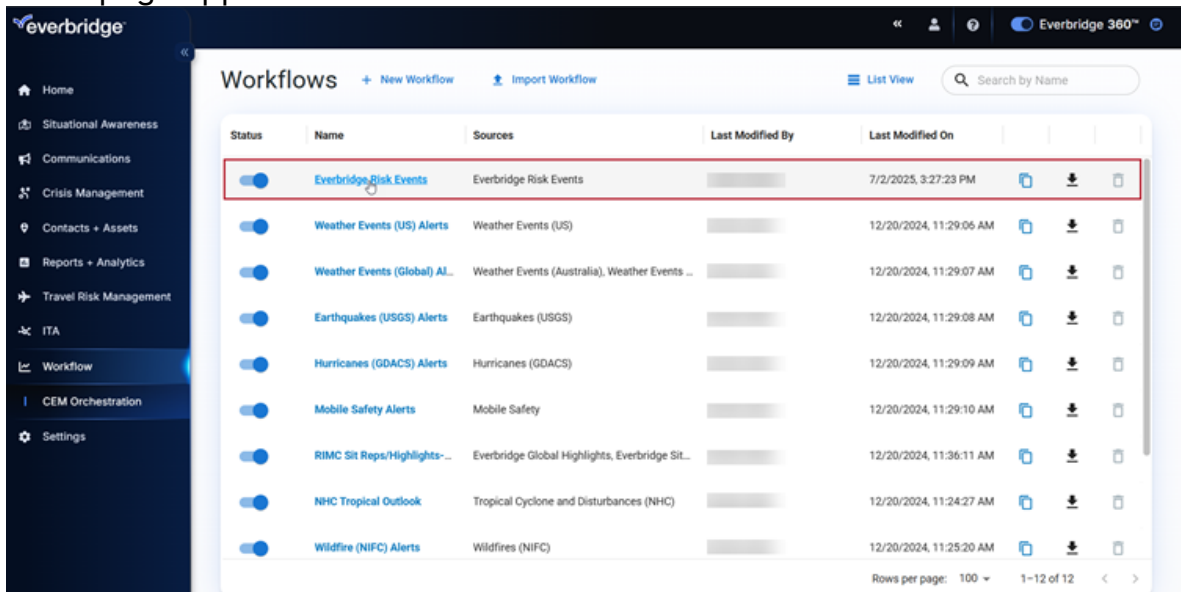 everbridge
Everbridge 360™
Home
Situational Awareness
Communications
Crisis Management
Contacts + Assets
Reports + Analytics
Travel Risk Management
ITA
Workflow
CEM Orchestration
Settings
Workflows + New Workflow Import Workflow List View Search by Name
Status Name Sources Last Modified By Last Modified On
Everbridge Risk Events Everbridge Risk Events 7/2/2025, 3:27:23 PM
Weather Events (US) Alerts Weather Events (US) 12/20/2024, 11:29:06 AM
Weather Events (Global) Al... Weather Events (Australia), Weather Events ... 12/20/2024, 11:29:07 AM
Earthquakes (USGS) Alerts Earthquakes (USGS) 12/20/2024, 11:29:08 AM
Hurricanes (GDACS) Alerts Hurricanes (GDACS) 12/20/2024, 11:29:09 AM
Mobile Safety Alerts Mobile Safety 12/20/2024, 11:29:10 AM
RIMC Sit Reps/Highlights-... Everbridge Global Highlights, Everbridge Sit... 12/20/2024, 11:36:11 AM
NHC Tropical Outlook Tropical Cyclone and Disturbances (NHC) 12/20/2024, 11:24:27 AM
Wildfire (NIFC) Alerts Wildfires (NIFC) 12/20/2024, 11:25:20 AM
Rows per page: 100 1–12 of 12